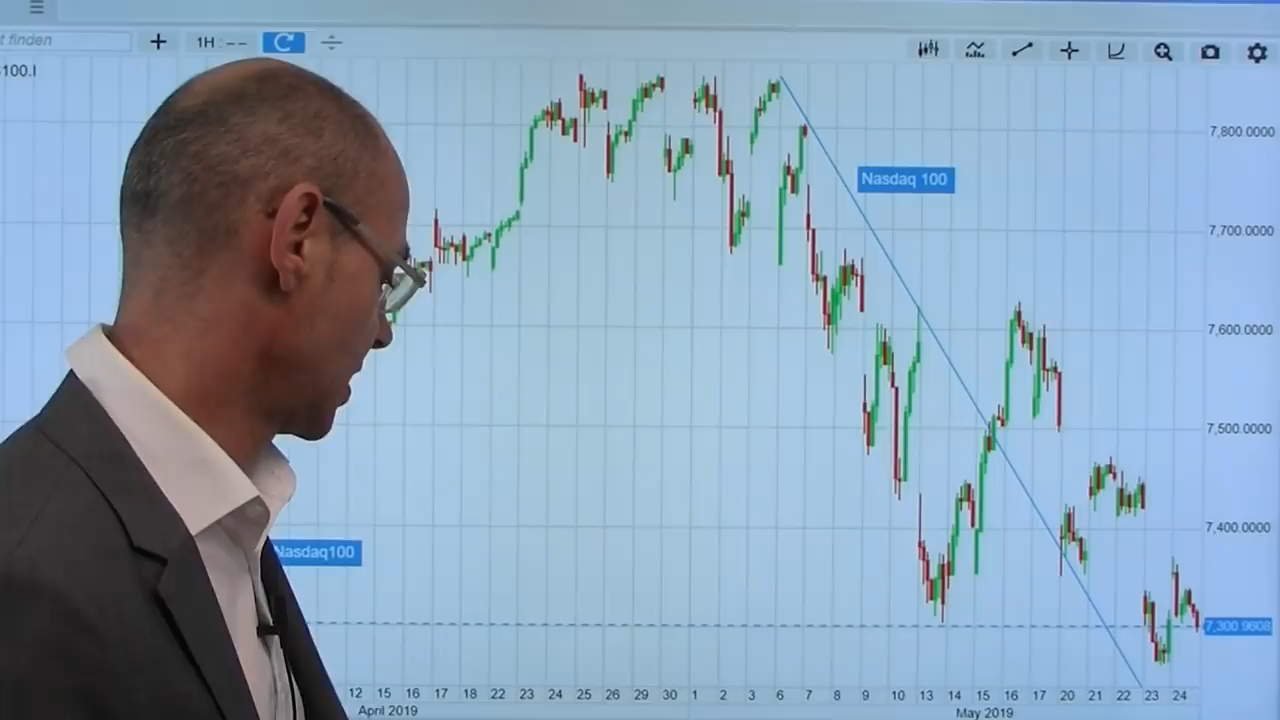 t finden
1H : – –
100.I
7,800.0000
Nasdaq 100
7,700.0000
7,600.0000
7,500.0000
7,400.0000
Nasdaq100
7,300.9608
12 15 16 17 18 22 23 24 25 26 29 30 1 2 3 6 7 8 9 10 13 14 15 16 17 20 21 22 23 24
April 2019 May 2019